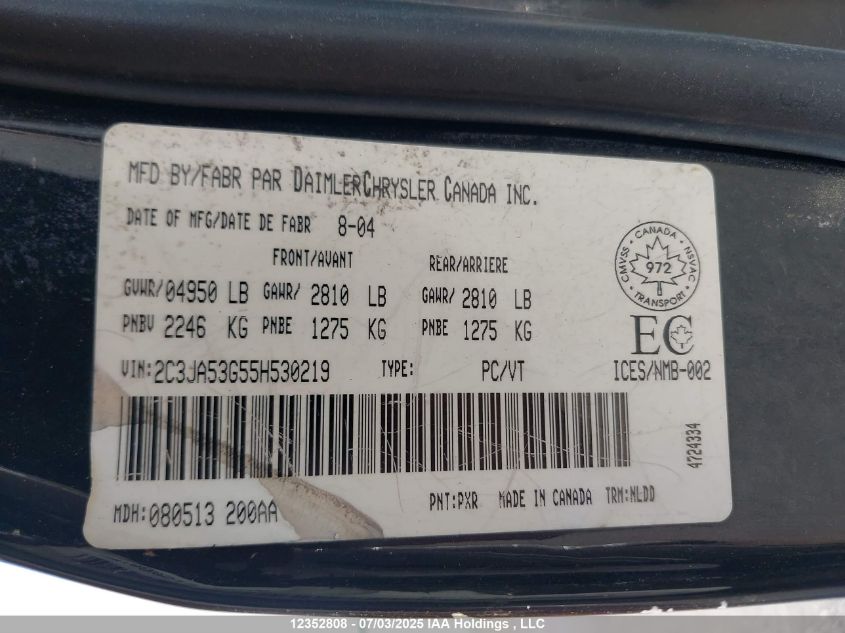 MFD BY/FABR PAR DAIMLERCHRYSLER CANADA INC.
DATE OF MFG/DATE DE FABR 8-04
FRONT/AVANT REAR/ARRIERE
GVWR/04950 LB GAWR/ 2810 LB GAWR/ 2810 LB
PNBV 2246 KG PNBE 1275 KG PNBE 1275 KG
VIN: 2C3JA53G55H530219 TYPE: PC/VT
CANADA
CMVSS NSVAC
972
TRANSPORT
EC
ICES/NMB-002
4724334
MDH: 080513 200AA PNT: PXR MADE IN CANADA TRM: NLDD
12352808 - 07/03/2025 IAA Holdings, LLC